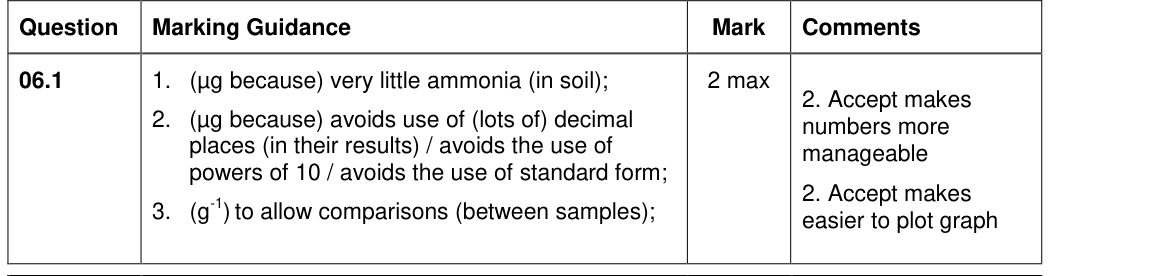 Question Marking Guidance Mark Comments
06.1 1. (µg because) very little ammonia (in soil); 2 max
2. (µg because) avoids use of (lots of) decimal
places (in their results) / avoids the use of
powers of 10 / avoids the use of standard form;
3. (g⁻¹) to allow comparisons (between samples);
2. Accept makes
numbers more
manageable
2. Accept makes
easier to plot graph